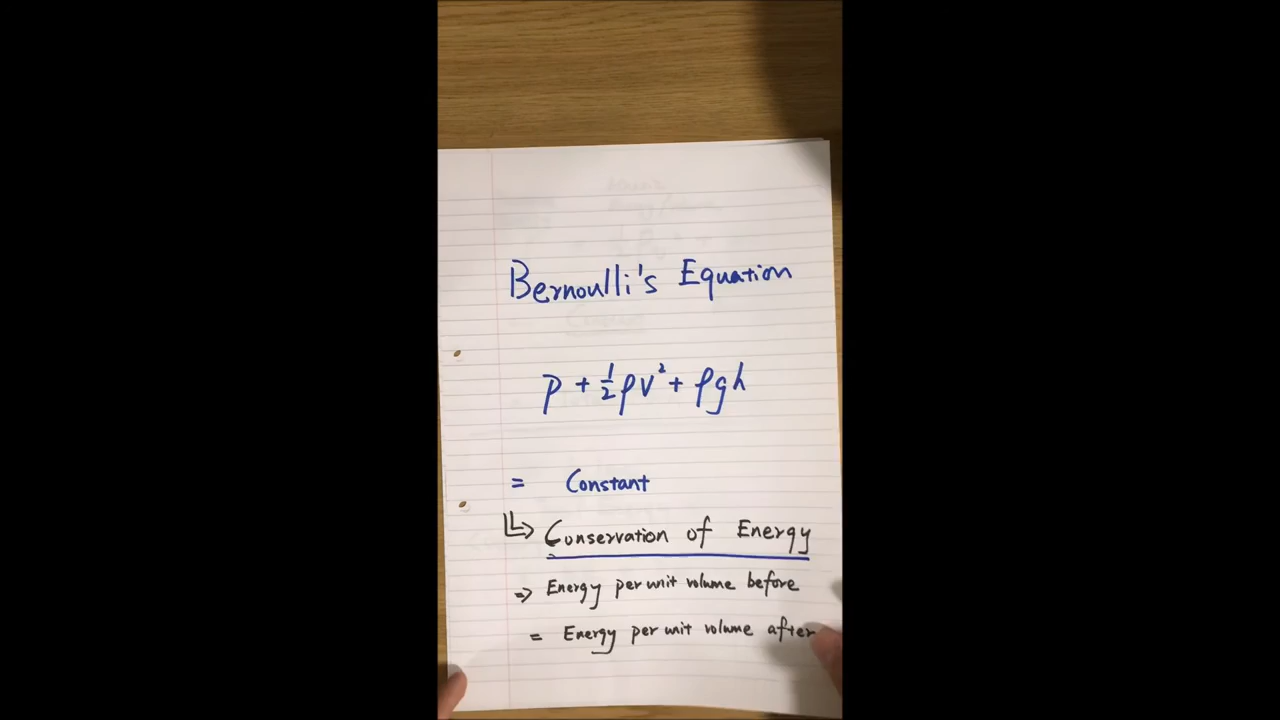 Bernoulli's Equation
p + ½ρv² + ρgh
= Constant
↳ Conservation of Energy
⇒ Energy per unit volume before
= Energy per unit volume after